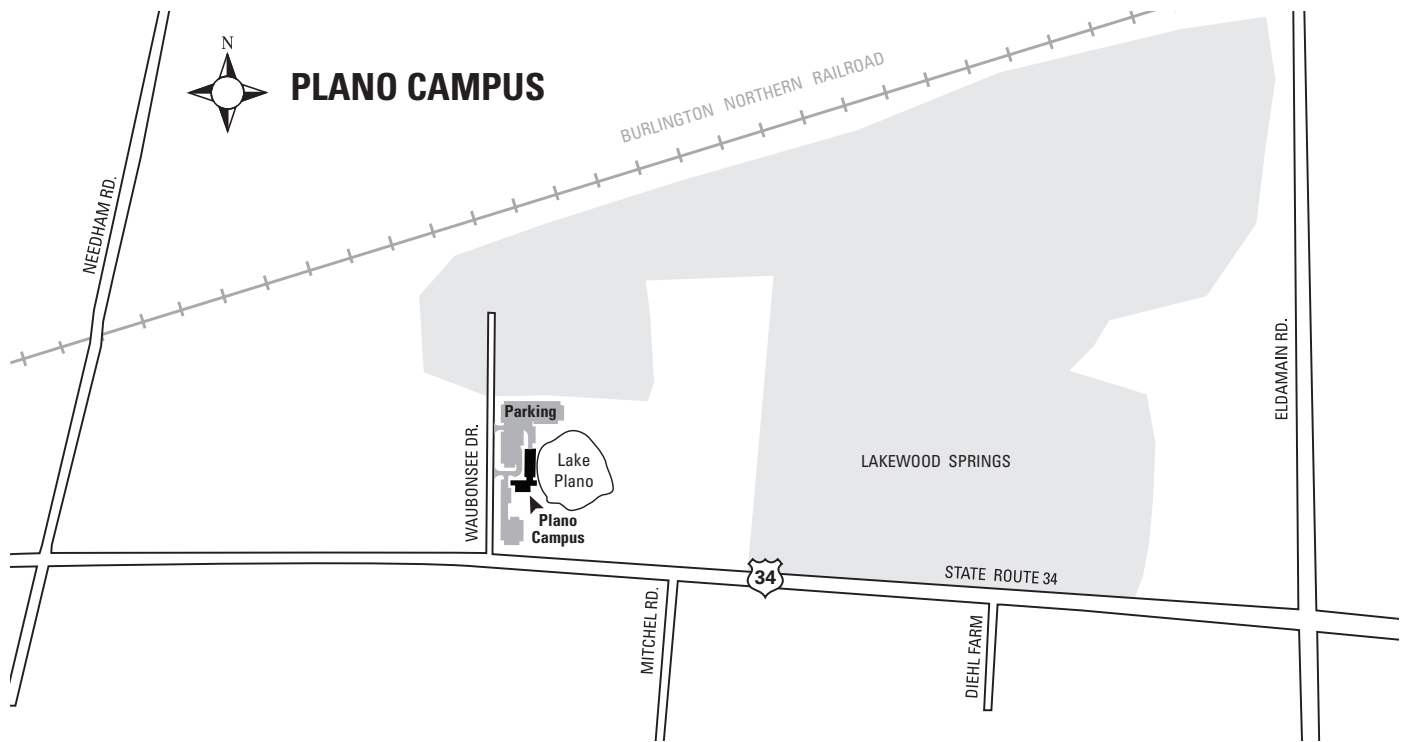 N
PLANO CAMPUS
BURLINGTON NORTHERN RAILROAD
NEEDHAM RD.
ELDAMAIN RD.
Parking
WAUBONSEE DR.
Lake
Plano
LAKEWOOD SPRINGS
Plano
Campus
34
STATE ROUTE 34
MITCHEL RD.
DIEHL FARM